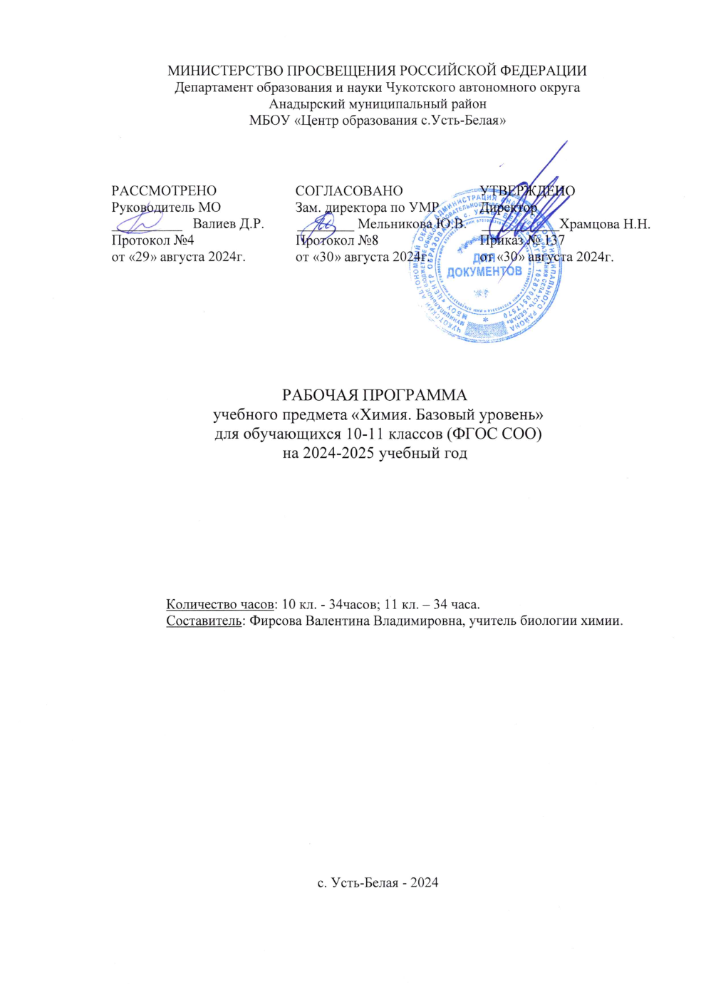 МИНИСТЕРСТВО ПРОСВЕЩЕНИЯ РОССИЙСКОЙ ФЕДЕРАЦИИ
Департамент образования и науки Чукотского автономного округа
Анадырский муниципальный район
МБОУ «Центр образования с.Усть-Белая»
РАССМОТРЕНО
Руководитель МО
____________ Валиев Д.Р.
Протокол №4
от «29» августа 2024г.
СОГЛАСОВАНО
Зам. директора по УМР
________ Мельникова Ю.В.
Протокол №8
от «30» августа 2024г.
УТВЕРЖДЕНО
Директор
__________ Храмцова Н.Н.
Приказ № 137
от «30» августа 2024г.
ДЛЯ
ДОКУМЕНТОВ
РАБОЧАЯ ПРОГРАММА
учебного предмета «Химия. Базовый уровень»
для обучающихся 10-11 классов (ФГОС СОО)
на 2024-2025 учебный год
Количество часов: 10 кл. - 34часов; 11 кл. – 34 часа.
Составитель: Фирсова Валентина Владимировна, учитель биологии химии.
с. Усть-Белая - 2024